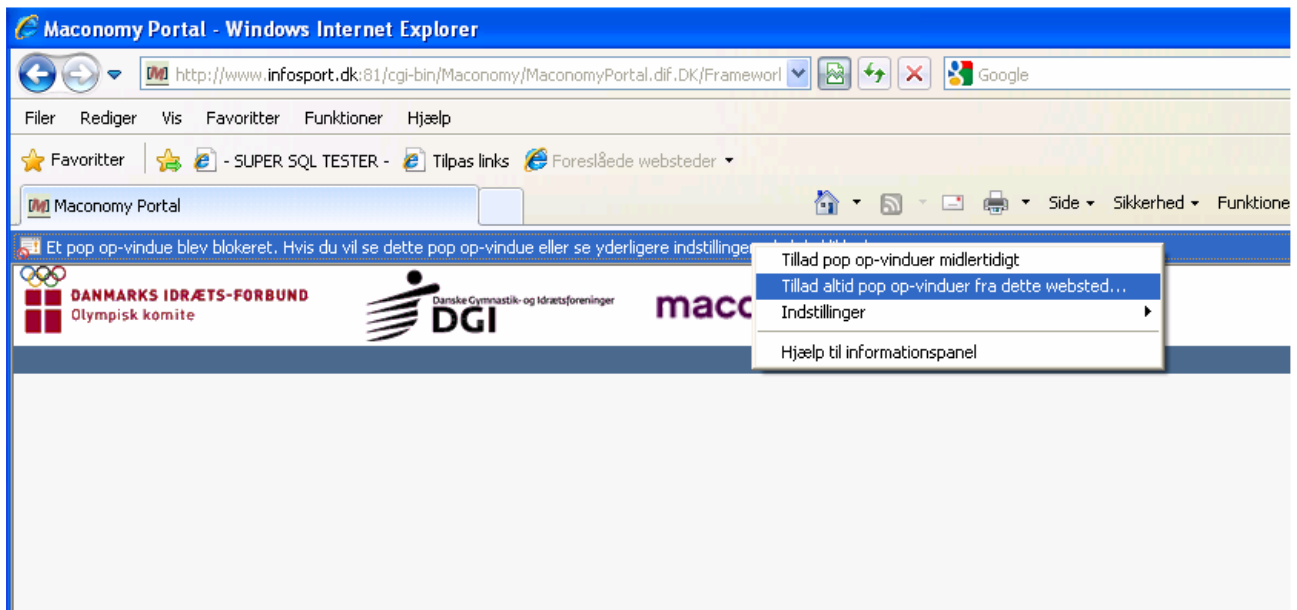 Maconomy Portal - Windows Internet Explorer
http://www.infosport.dk:81/cgi-bin/Maconomy/MaconomyPortal.dif.DK/Framework Google
Filer Rediger Vis Favoritter Funktioner Hjælp
Favoritter - SUPER SQL TESTER - Tilpas links Foreslåede websteder
Maconomy Portal Side Sikkerhed Funktione
Et pop op-vindue blev blokeret. Hvis du vil se dette pop op-vindue eller se yderligere indstillinger
Tillad pop op-vinduer midlertidigt
Tillad altid pop op-vinduer fra dette websted...
Indstillinger
Hjælp til informationspanel
DANMARKS IDRÆTS-FORBUND
Olympisk komite
Danske Gymnastik- og Idrætsforeninger
DGI
maco